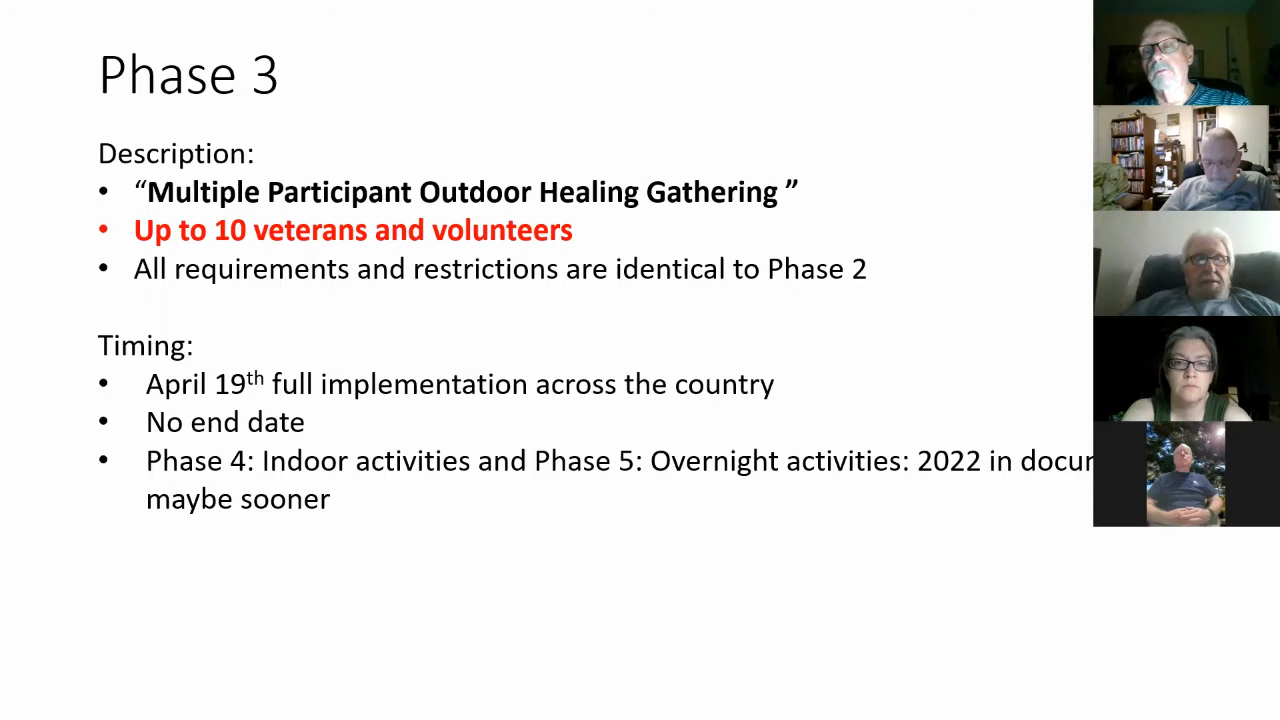 Phase 3
Description:
• “Multiple Participant Outdoor Healing Gathering ”
• Up to 10 veterans and volunteers
• All requirements and restrictions are identical to Phase 2
Timing:
• April 19th full implementation across the country
• No end date
• Phase 4: Indoor activities and Phase 5: Overnight activities: 2022 in
maybe sooner